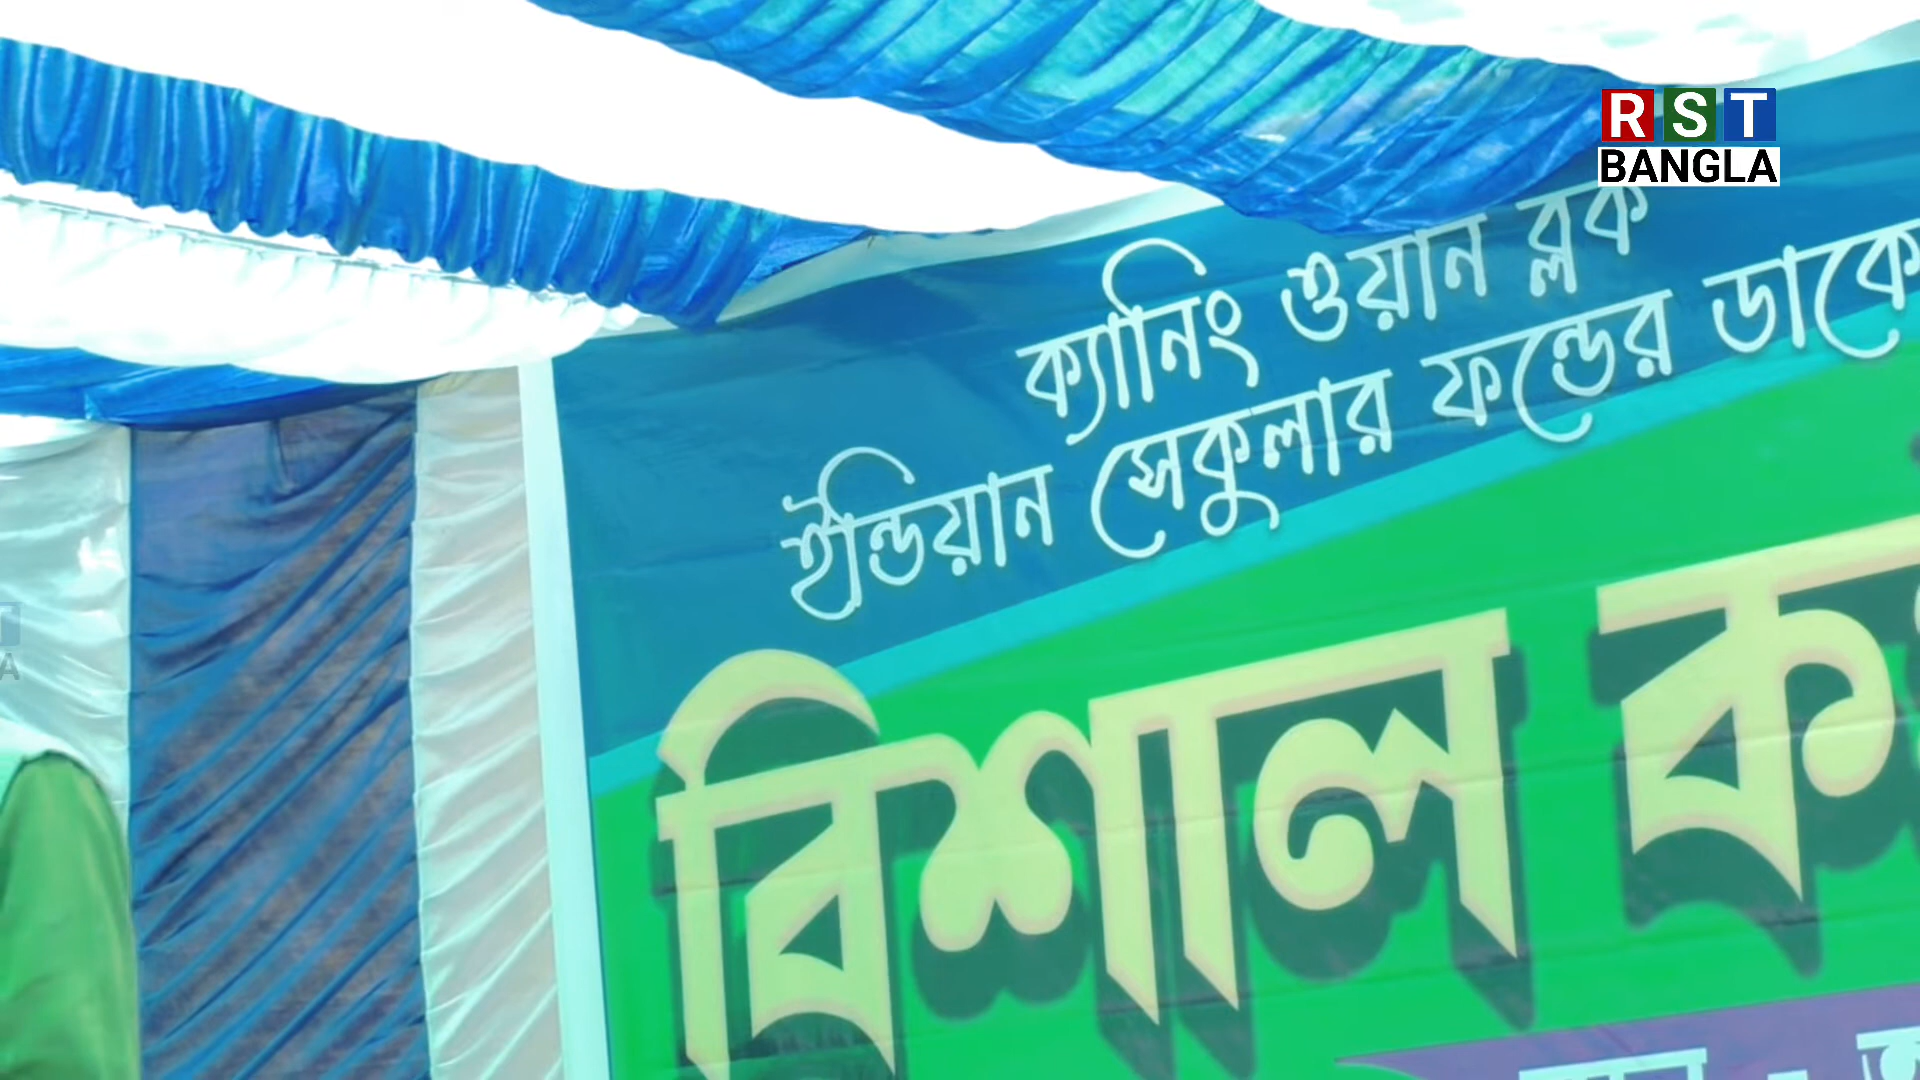 RST
BANGLA
ক্যানিং ওয়ান ব্লক
ইন্ডিয়ান সেকুলার ফন্ডের ডাকে
বিশাল